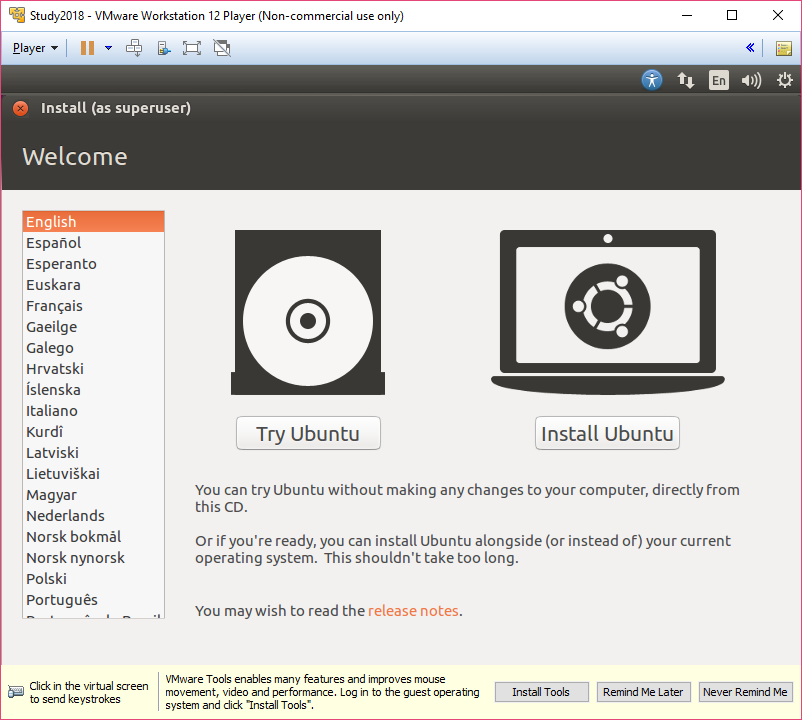 Study2018 - VMware Workstation 12 Player (Non-commercial use only)
Player
En
Install (as superuser)
Welcome
English
Español
Esperanto
Euskara
Français
Gaeilge
Galego
Hrvatski
Íslenska
Italiano
Kurdî
Latviski
Lietuviškai
Magyar
Nederlands
Norsk bokmål
Norsk nynorsk
Polski
Português
Try Ubuntu
Install Ubuntu
You can try Ubuntu without making any changes to your computer, directly from
this CD.
Or if you're ready, you can install Ubuntu alongside (or instead of) your current
operating system. This shouldn't take too long.
You may wish to read the release notes.
Click in the virtual screen
to send keystrokes
VMware Tools enables many features and improves mouse
movement, video and performance. Log in to the guest operating
system and click "Install Tools".
Install Tools
Remind Me Later
Never Remind Me